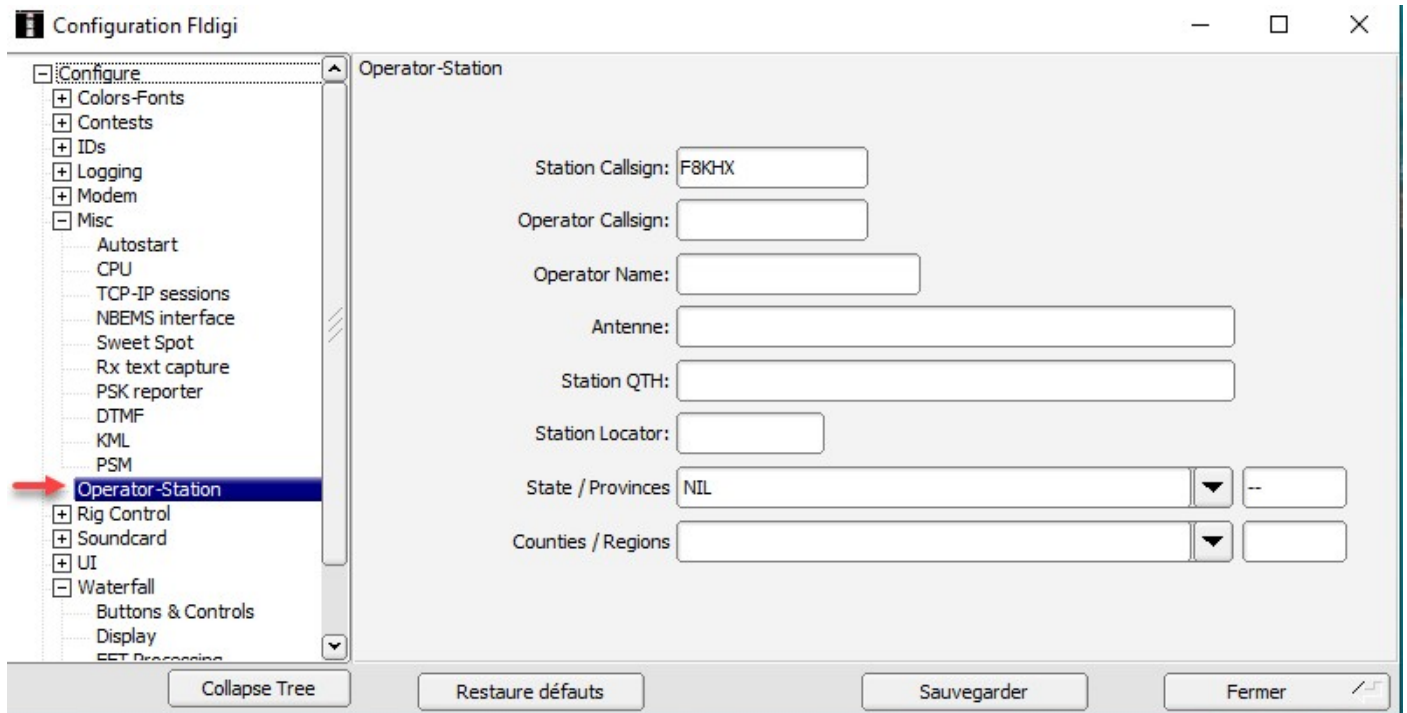 Configuration Fldigi
Configure
Colors-Fonts
Contests
IDs
Logging
Modem
Misc
Autostart
CPU
TCP-IP sessions
NBEMS interface
Sweet Spot
Rx text capture
PSK reporter
DTMF
KML
PSM
Operator-Station
Rig Control
Soundcard
UI
Waterfall
Buttons & Controls
Display
FFT Processing
Collapse Tree
Operator-Station
Station Callsign: F8KHX
Operator Callsign:
Operator Name:
Antenne:
Station QTH:
Station Locator:
State / Provinces NIL --
Counties / Regions
Restaure défauts
Sauvegarder
Fermer